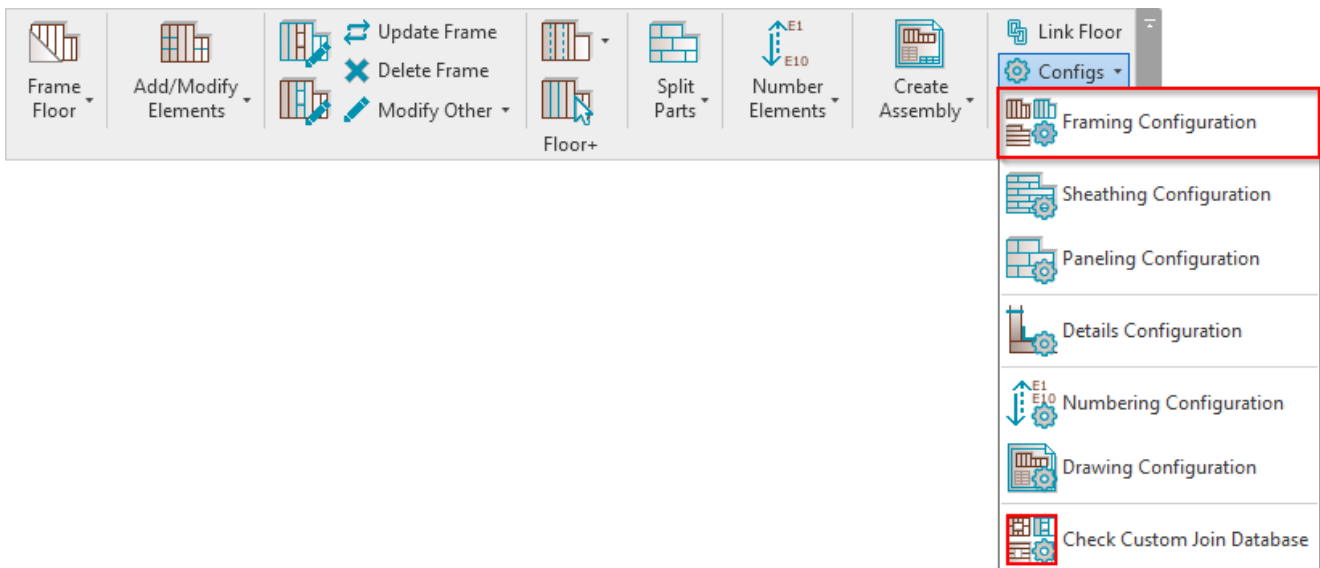 Frame
Floor
Add/Modify
Elements
Update Frame
Delete Frame
Modify Other
Floor+
Split
Parts
E1
E10
Number
Elements
Create
Assembly
Link Floor
Configs
Framing Configuration
Sheathing Configuration
Paneling Configuration
Details Configuration
E1
E10
Numbering Configuration
Drawing Configuration
Check Custom Join Database